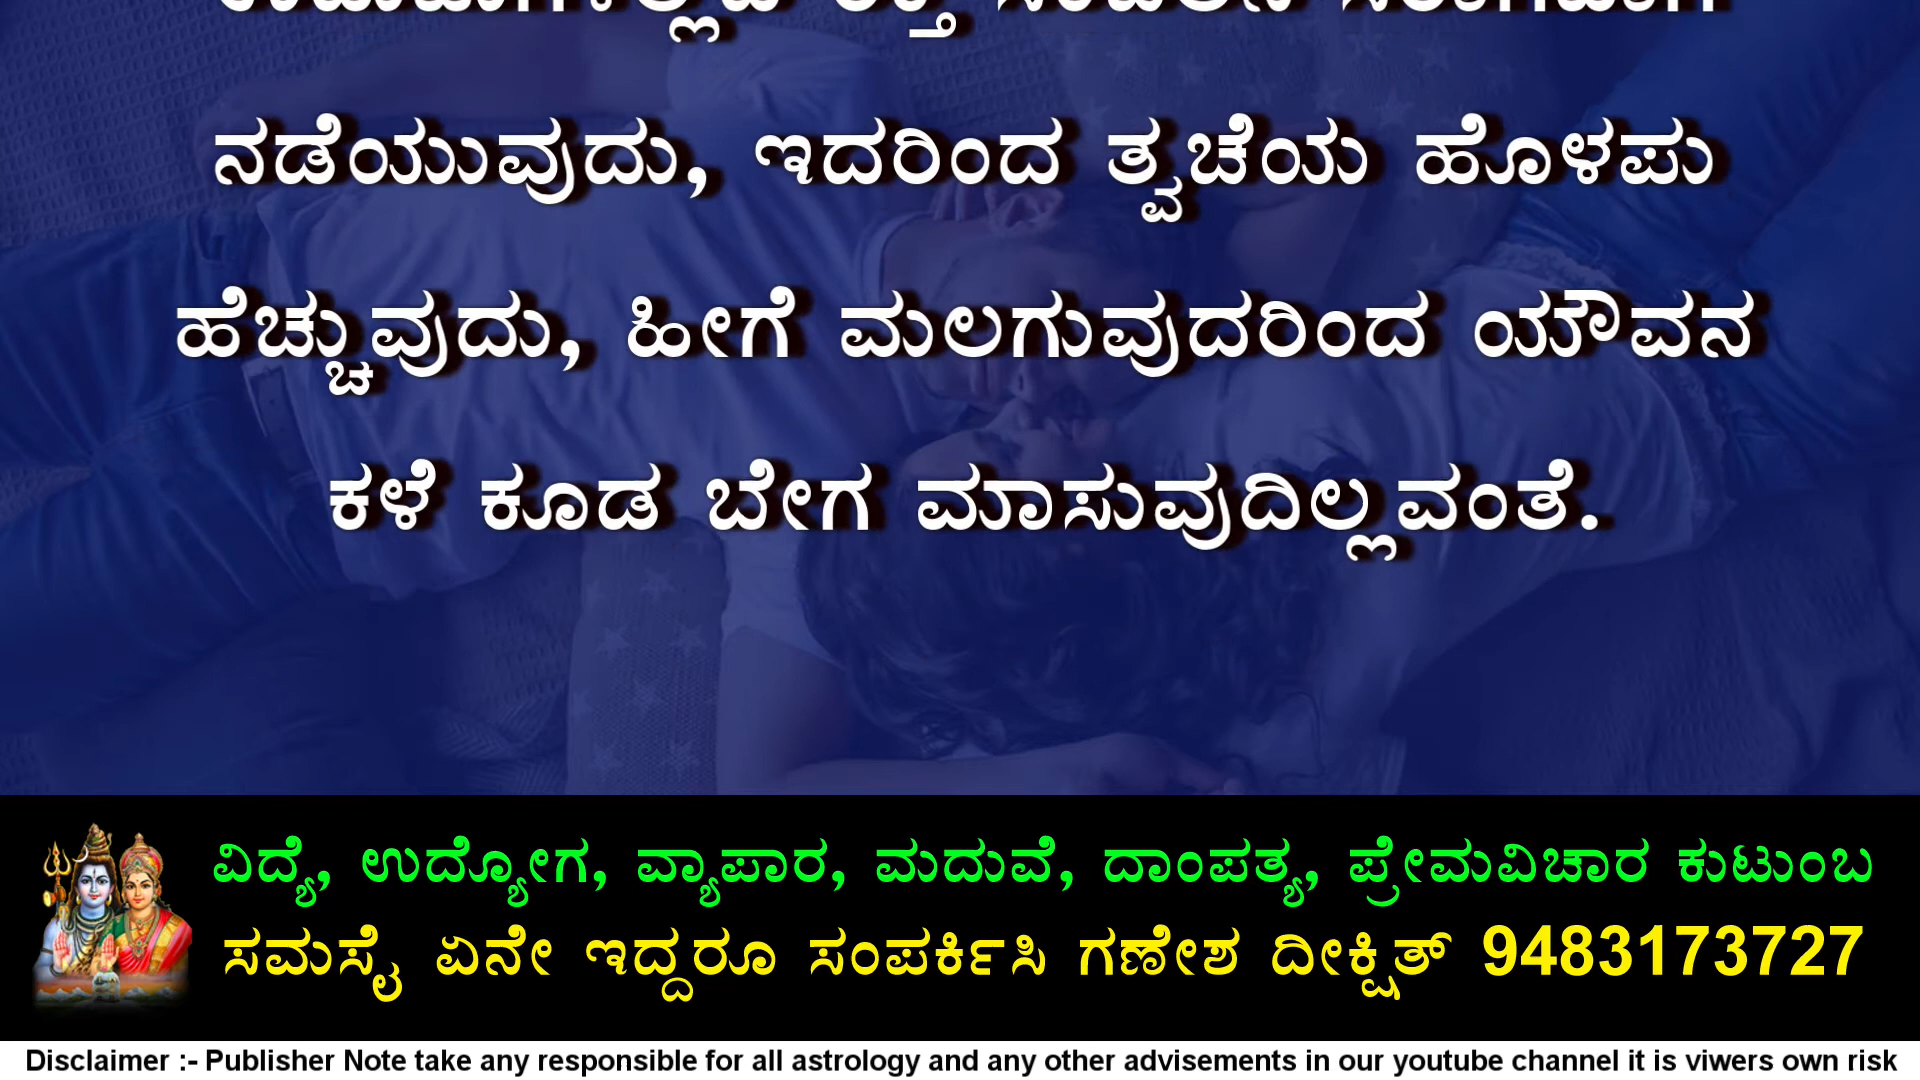 ನಡೆಯುವುದು, ಇದರಿಂದ ತ್ವಚೆಯ ಹೊಳಪು
ಹೆಚ್ಚುವುದು, ಹೀಗೆ ಮಲಗುವುದರಿಂದ ಯೌವನ
ಕಳೆ ಕೂಡ ಬೇಗ ಮಾಸುವುದಿಲ್ಲವಂತೆ.
ವಿದ್ಯೆ, ಉದ್ಯೋಗ, ವ್ಯಾಪಾರ, ಮದುವೆ, ದಾಂಪತ್ಯ, ಪ್ರೇಮವಿಚಾರ ಕುಟುಂಬ
ಸಮಸ್ಯೆ ಏನೇ ಇದ್ದರೂ ಸಂಪರ್ಕಿಸಿ ಗಣೇಶ ದೀಕ್ಷಿತ್ 9483173727
Disclaimer :- Publisher Note take any responsible for all astrology and any other advisements in our youtube channel it is viwers own risk